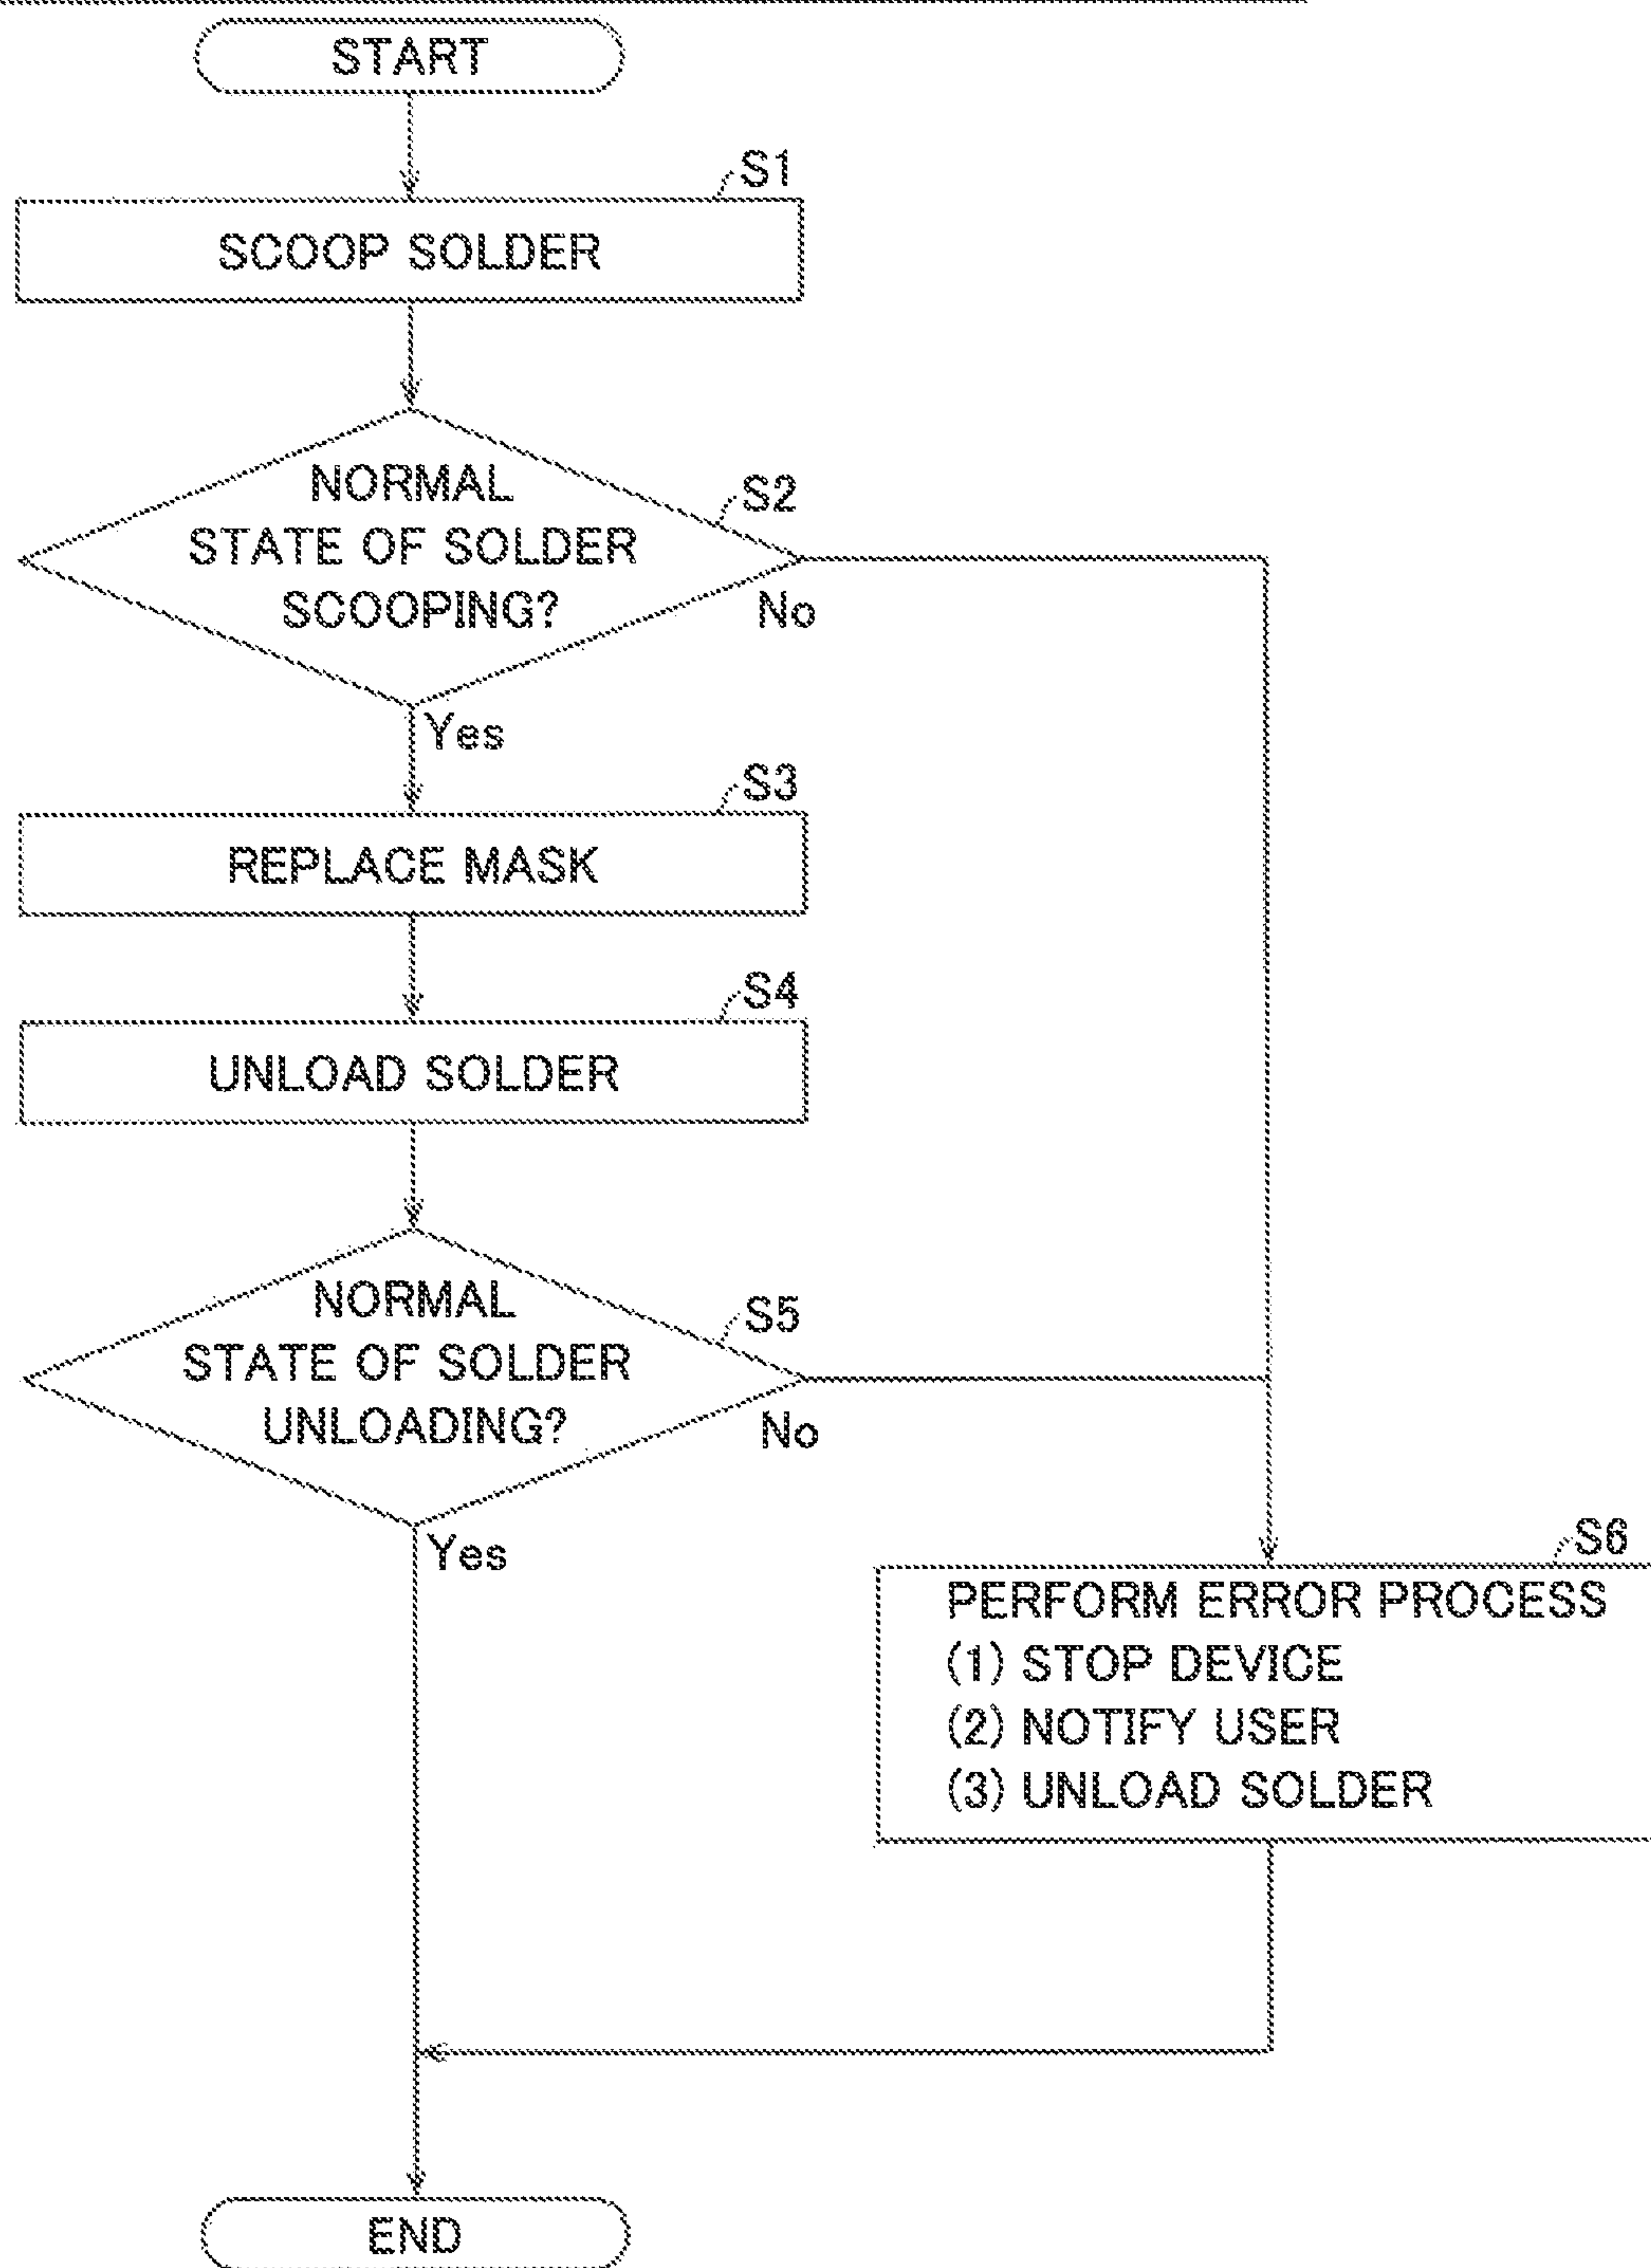 START
S1
SCOOP SOLDER
NORMAL
STATE OF SOLDER
SCOOPING?
S2
No
Yes
S3
REPLACE MASK
S4
UNLOAD SOLDER
NORMAL
STATE OF SOLDER
UNLOADING?
S5
No
Yes
S6
PERFORM ERROR PROCESS
(1) STOP DEVICE
(2) NOTIFY USER
(3) UNLOAD SOLDER
END